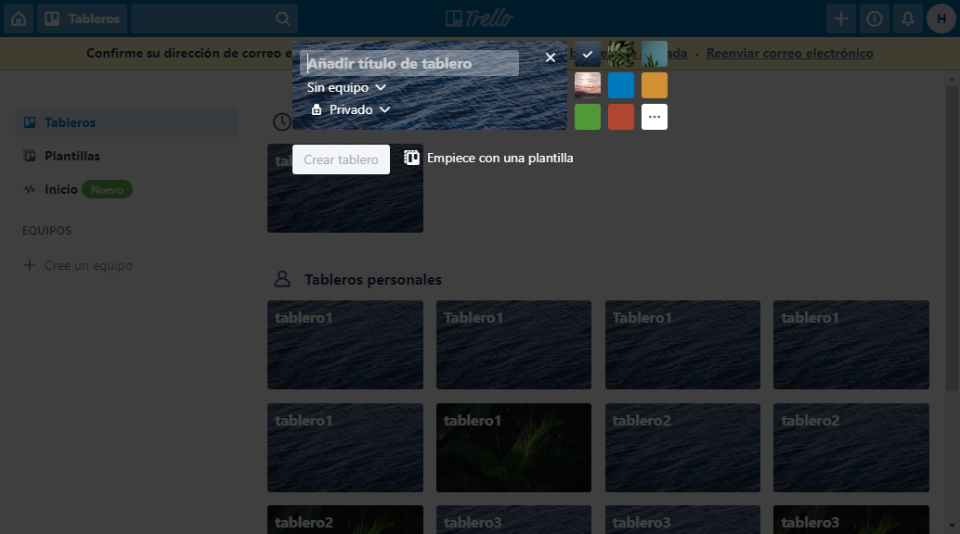 Tableros
Trello
H
Confirme su dirección de correo e
da · Reenviar correo electrónico
Añadir título de tablero
Sin equipo
Privado
Crear tablero
Empiece con una plantilla
Tableros
Plantillas
Inicio Nuevo
EQUIPOS
Cree un equipo
Tableros personales
tablero1 Tablero1 Tablero1 tablero1
tablero1 tablero1 tablero2 tablero2
tablero2 tablero3 tablero3 tablero3